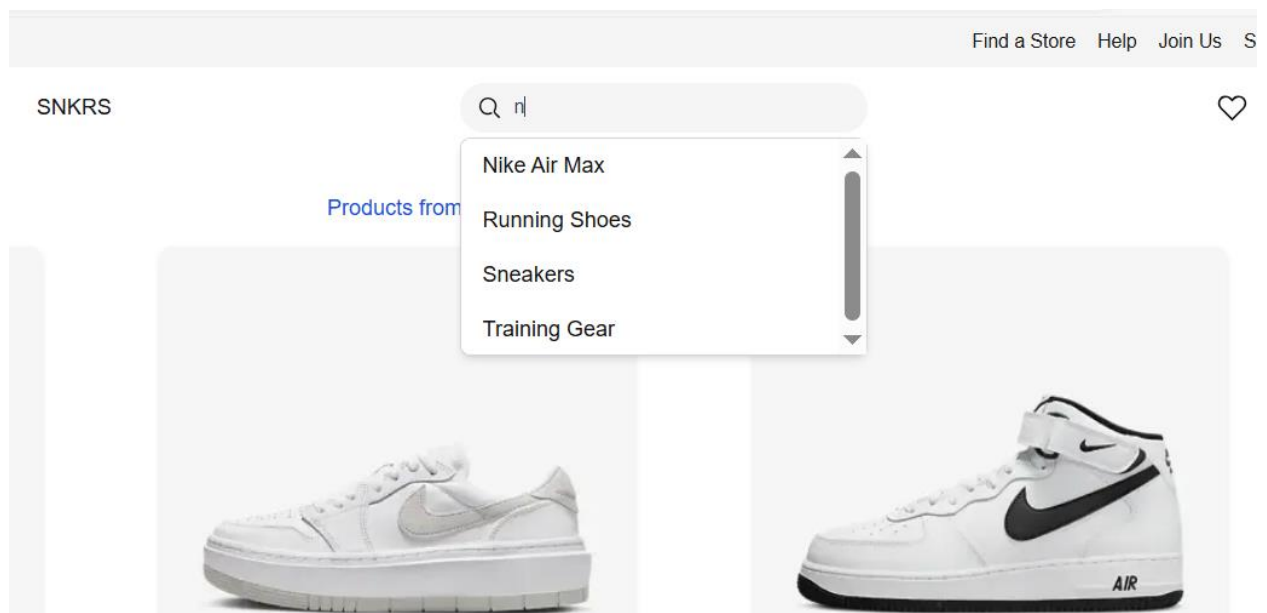 Find a Store Help Join Us S
SNKRS
n
Nike Air Max
Products from
Running Shoes
Sneakers
Training Gear
AIR